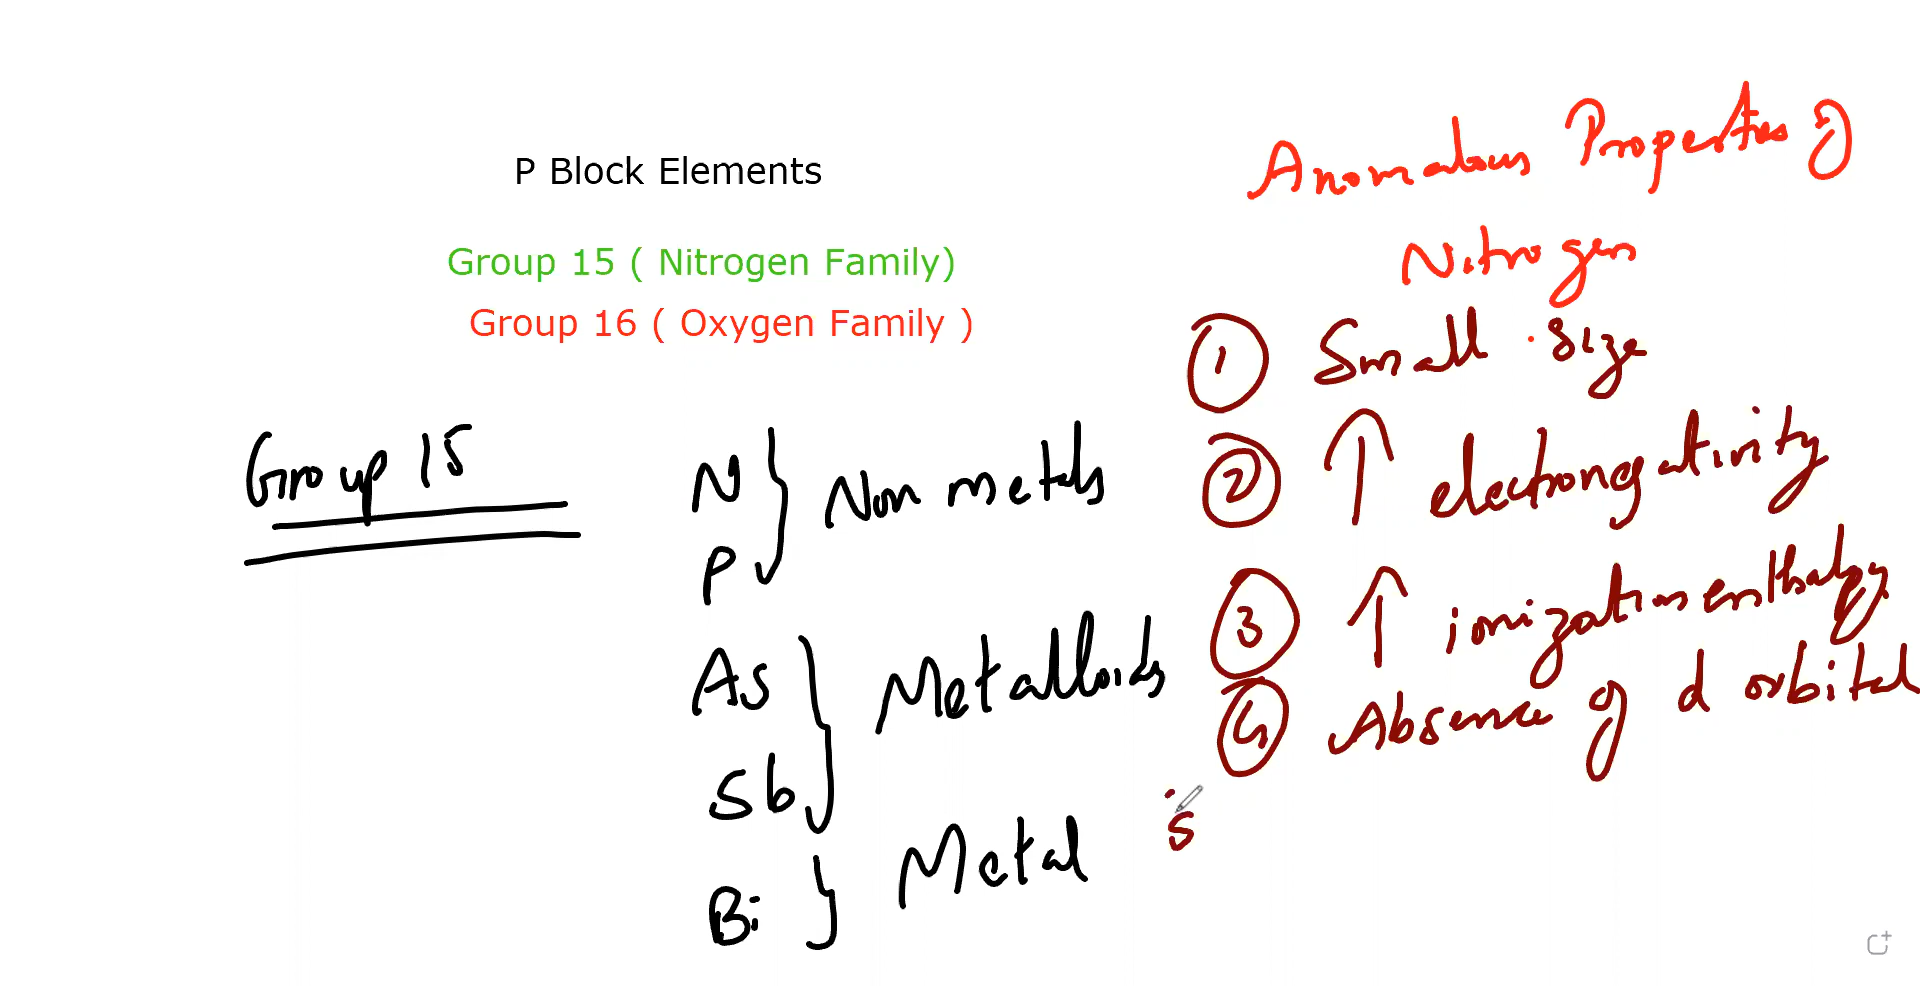 P Block Elements
Group 15 ( Nitrogen Family)
Group 16 ( Oxygen Family )
Group 15
N
P
Non metals
As
Sb
Metalloids
Bi
Metal
Anomalous Properties of
Nitrogen
1 Small size
2 ↑ electronegativity
3 ↑ ionization enthalpy
4 Absence of d orbital